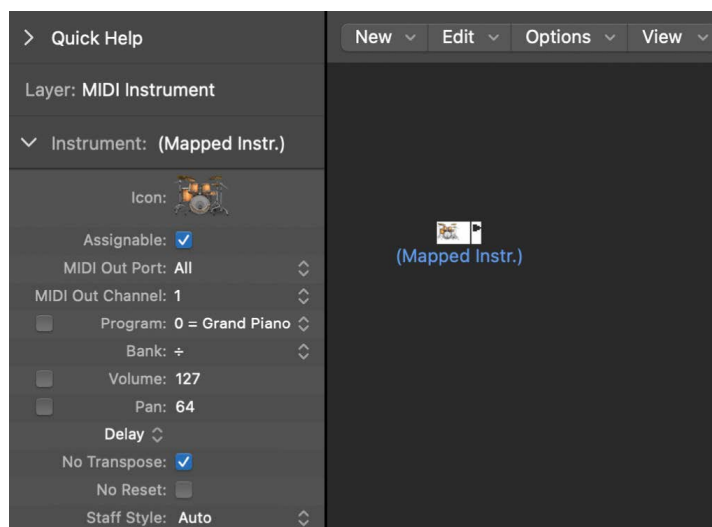 Quick Help
New Edit Options View
Layer: MIDI Instrument
Instrument: (Mapped Instr.)
Icon:
Assignable:
MIDI Out Port: All
MIDI Out Channel: 1
Program: 0 = Grand Piano
Bank: ÷
Volume: 127
Pan: 64
Delay
No Transpose:
No Reset:
Staff Style: Auto
(Mapped Instr.)